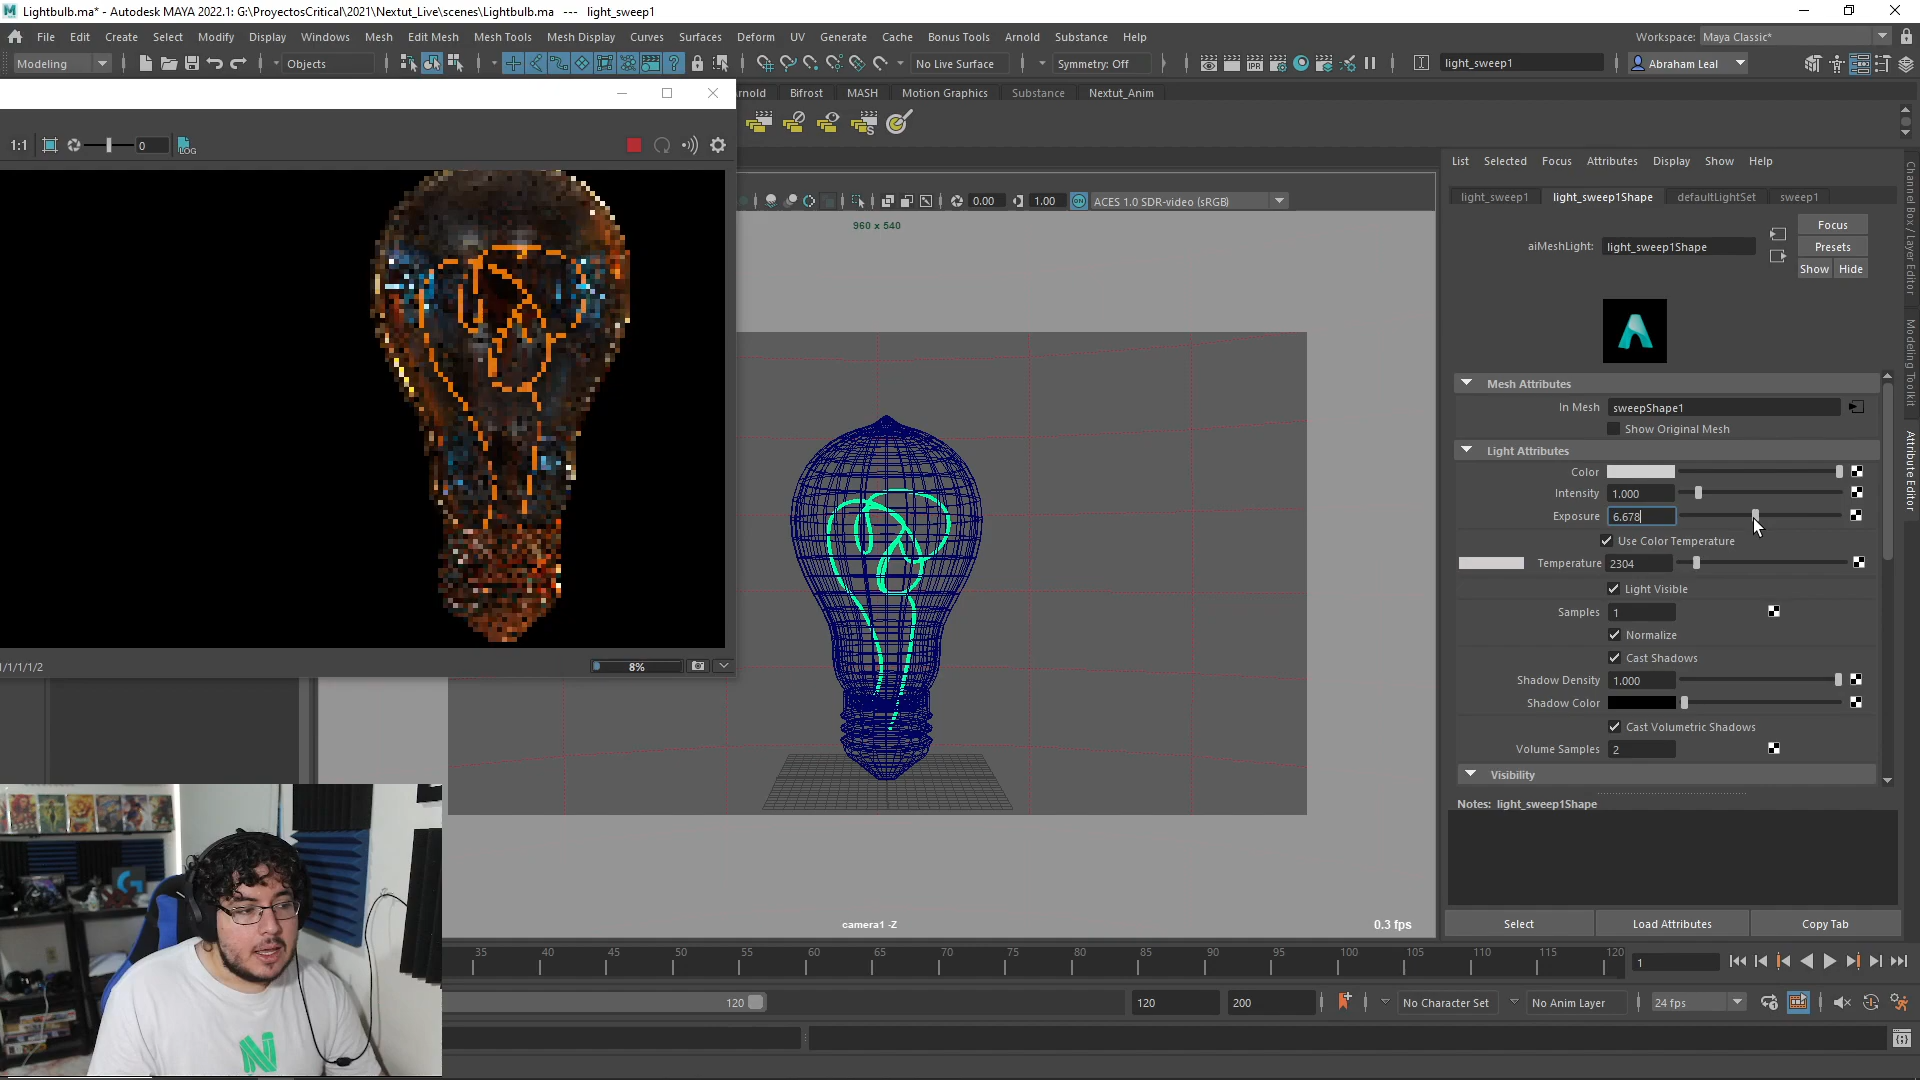 Lightbulb.ma* - Autodesk MAYA 2022.1: G:\ProyectosCritical\2021\Nextut_Live\scenes\Lightbulb.ma --- light_sweep1
File Edit Create Select Modify Display Windows Mesh Edit Mesh Mesh Tools Mesh Display Curves Surfaces Deform UV Generate Cache Bonus Tools Arnold Substance Help
Workspace: Maya Classic*
Modeling
Objects
No Live Surface
Symmetry: Off
light_sweep1
Abraham Leal
rnold Bifrost MASH Motion Graphics Substance Nextut_Anim
1:1
0
LOG
List Selected Focus Attributes Display Show Help
light_sweep1 light_sweep1Shape defaultLightSet sweep1
0.00
1.00
ACES 1.0 SDR-video (sRGB)
960 x 540
aiMeshLight: light_sweep1Shape
Focus
Presets
Show Hide
Mesh Attributes
In Mesh sweepShape1
Show Original Mesh
Light Attributes
Color
Intensity 1.000
Exposure 6.678
Use Color Temperature
Temperature 2304
Light Visible
Samples 1
Normalize
Cast Shadows
Shadow Density 1.000
Shadow Color
Cast Volumetric Shadows
Volume Samples 2
Visibility
Notes: light_sweep1Shape
Select Load Attributes Copy Tab
Channel Box / Layer Editor
Modeling Toolkit
Attribute Editor
/1/1/1/2
8%
camera1 -Z
0.3 fps
35 40 45 50 55 60 65 70 75 80 85 90 95 100 105 110 115 120
1
120
120
200
No Character Set
No Anim Layer
24 fps